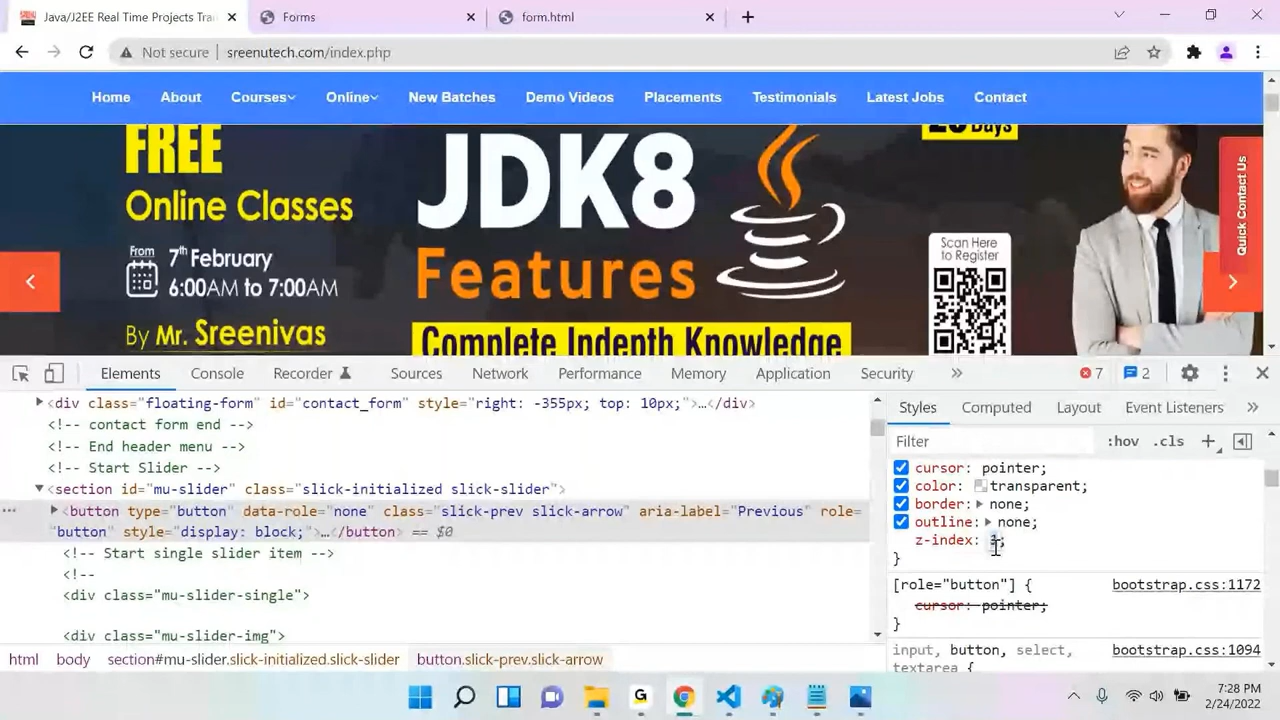 Java/J2EE Real Time Projects Tra
Forms
form.html
Not secure
sreenutech.com/index.php
Home
About
Courses
Online
New Batches
Demo Videos
Placements
Testimonials
Latest Jobs
Contact
FREE
Online Classes
From
7th February
6:00AM to 7:00AM
By Mr. Sreenivas
JDK8
Features
Complete Indepth Knowledge
Days
Scan Here
to Register
Quick Contact Us
Elements
Console
Recorder
Sources
Network
Performance
Memory
Application
Security
7
2
<div class="floating-form" id="contact_form" style="right: -355px; top: 10px;">…</div>
<!-- contact form end -->
<!-- End header menu -->
<!-- Start Slider -->
<section id="mu-slider" class="slick-initialized slick-slider">
<button type="button" data-role="none" class="slick-prev slick-arrow" aria-label="Previous" role=
"button" style="display: block;">…</button> == $0
<!-- Start single slider item -->
<!--
<div class="mu-slider-single">
<div class="mu-slider-img">
html
body
section#mu-slider.slick-initialized.slick-slider
button.slick-prev.slick-arrow
Styles
Computed
Layout
Event Listeners
Filter
:hov
.cls
cursor: pointer;
color: transparent;
border: none;
outline: none;
z-index:
}
[role="button"] {
bootstrap.css:1172
cursor: pointer;
}
input, button, select,
bootstrap.css:1094
textarea {
7:28 PM
2/24/2022